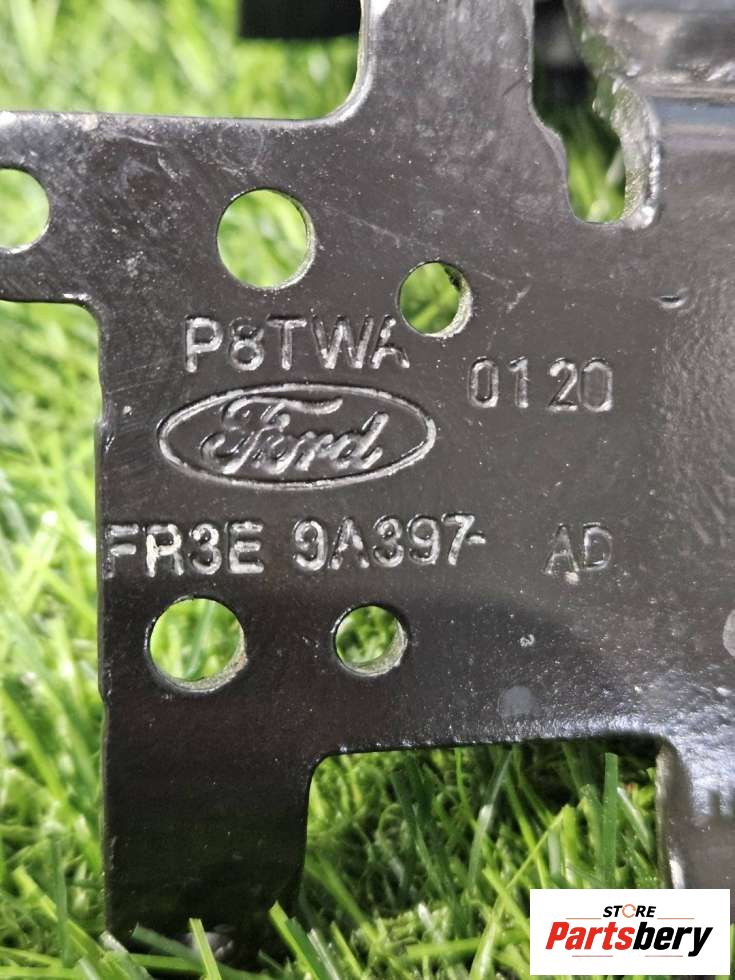 P8TWA
0120
Ford
FR3E 9A397- AD
STORE
Partsbery